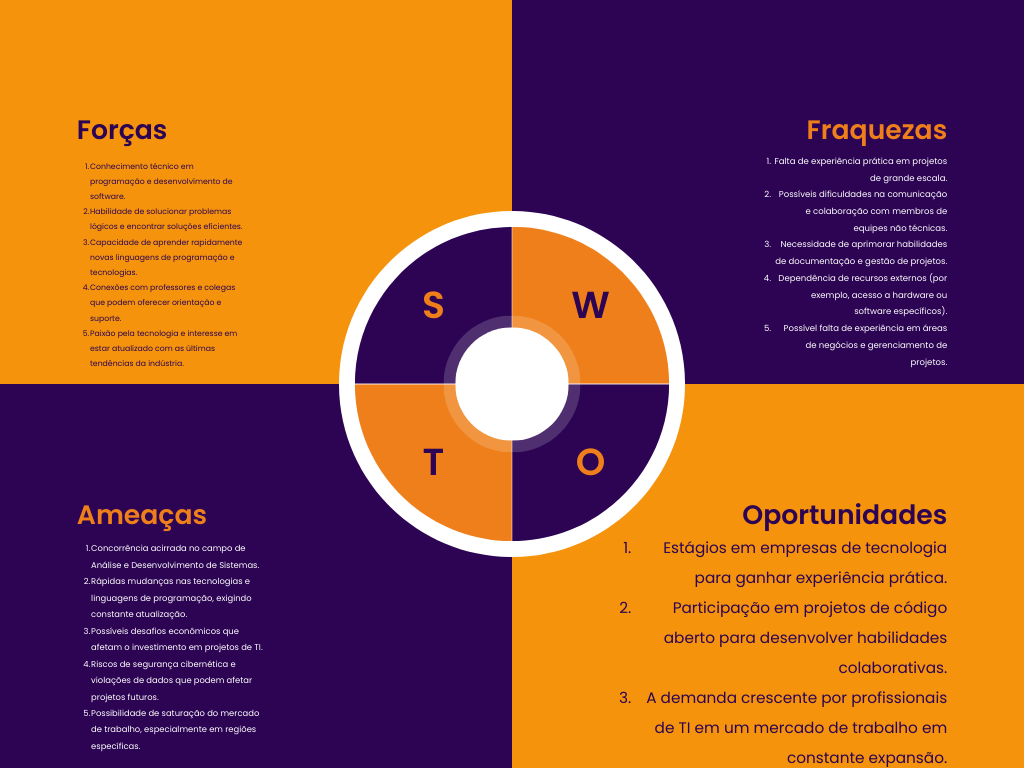 Forças
1.Conhecimento técnico em
programação e desenvolvimento de
software.
2.Habilidade de solucionar problemas
lógicos e encontrar soluções eficientes.
3.Capacidade de aprender rapidamente
novas linguagens de programação e
tecnologias.
4.Conexões com professores e colegas
que podem oferecer orientação e
suporte.
5.Paixão pela tecnologia e interesse em
estar atualizado com as últimas
tendências da indústria.
Fraquezas
1. Falta de experiência prática em projetos
de grande escala.
2. Possíveis dificuldades na comunicação
e colaboração com membros de
equipes não técnicas.
3. Necessidade de aprimorar habilidades
de documentação e gestão de projetos.
4. Dependência de recursos externos (por
exemplo, acesso a hardware ou
software específicos).
5. Possível falta de experiência em áreas
de negócios e gerenciamento de
projetos.
S
W
T
O
Ameaças
1.Concorrência acirrada no campo de
Análise e Desenvolvimento de Sistemas.
2.Rápidas mudanças nas tecnologias e
linguagens de programação, exigindo
constante atualização.
3.Possíveis desafios econômicos que
afetam o investimento em projetos de TI.
4.Riscos de segurança cibernética e
violações de dados que podem afetar
projetos futuros.
5.Possibilidade de saturação do mercado
de trabalho, especialmente em regiões
específicas.
Oportunidades
1. Estágios em empresas de tecnologia
para ganhar experiência prática.
2. Participação em projetos de código
aberto para desenvolver habilidades
colaborativas.
3. A demanda crescente por profissionais
de TI em um mercado de trabalho em
constante expansão.